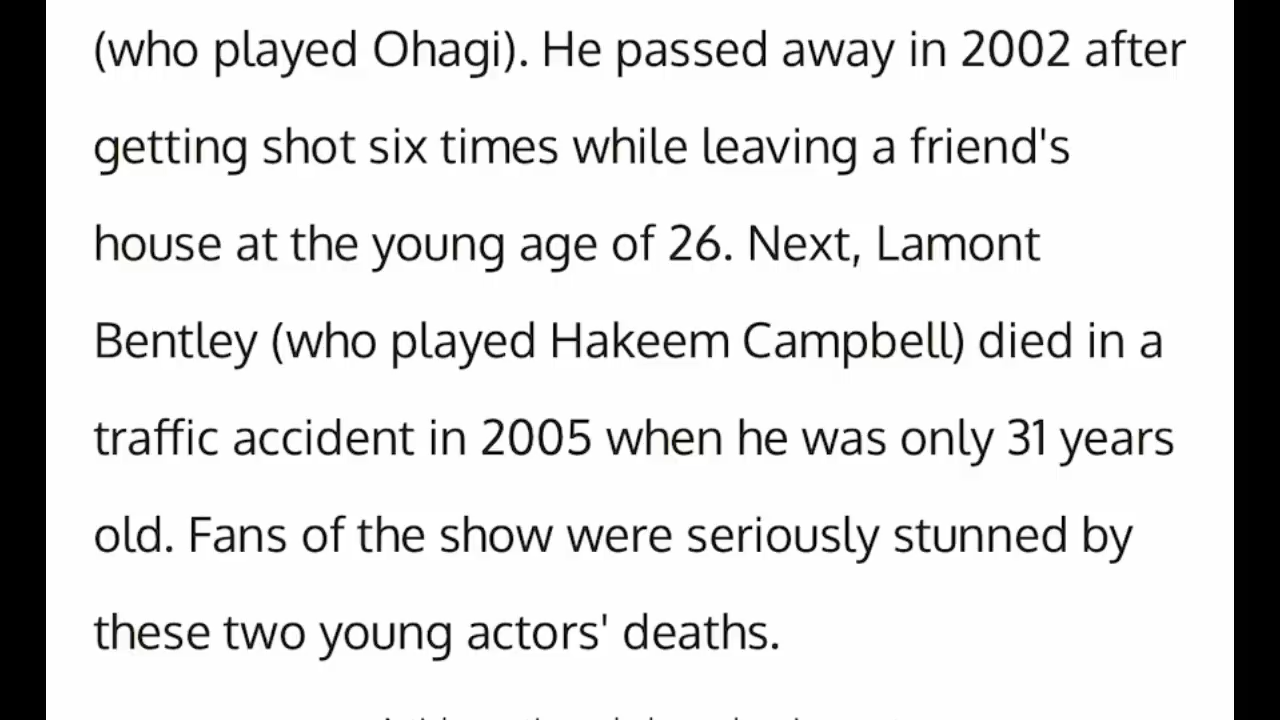 (who played Ohagi). He passed away in 2002 after
getting shot six times while leaving a friend's
house at the young age of 26. Next, Lamont
Bentley (who played Hakeem Campbell) died in a
traffic accident in 2005 when he was only 31 years
old. Fans of the show were seriously stunned by
these two young actors' deaths.